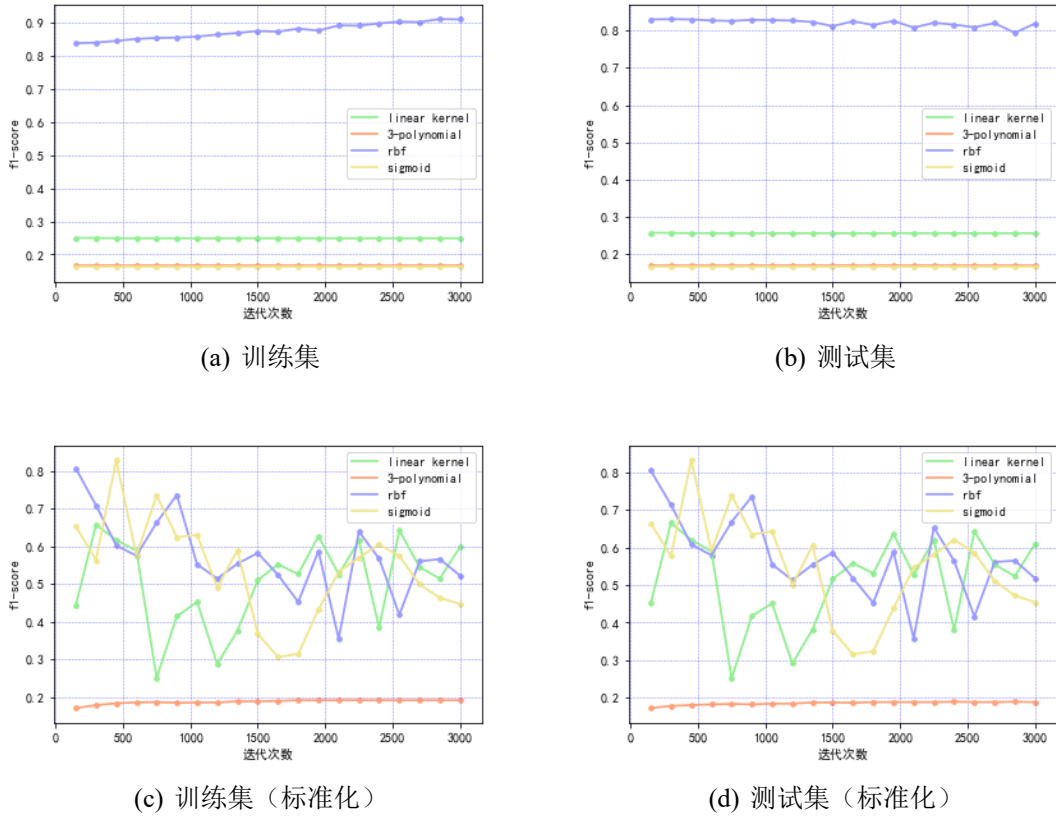 0.9
0.8
0.7
0.6
0.5
0.4
0.3
0.2
f1-score
linear kernel
3-polynomial
rbf
sigmoid
0 500 1000 1500 2000 2500 3000
迭代次数
(a) 训练集
0.8
0.7
0.6
0.5
0.4
0.3
0.2
f1-score
linear kernel
3-polynomial
rbf
sigmoid
0 500 1000 1500 2000 2500 3000
迭代次数
(b) 测试集
0.8
0.7
0.6
0.5
0.4
0.3
0.2
f1-score
linear kernel
3-polynomial
rbf
sigmoid
0 500 1000 1500 2000 2500 3000
迭代次数
(c) 训练集（标准化）
0.8
0.7
0.6
0.5
0.4
0.3
0.2
f1-score
linear kernel
3-polynomial
rbf
sigmoid
0 500 1000 1500 2000 2500 3000
迭代次数
(d) 测试集（标准化）